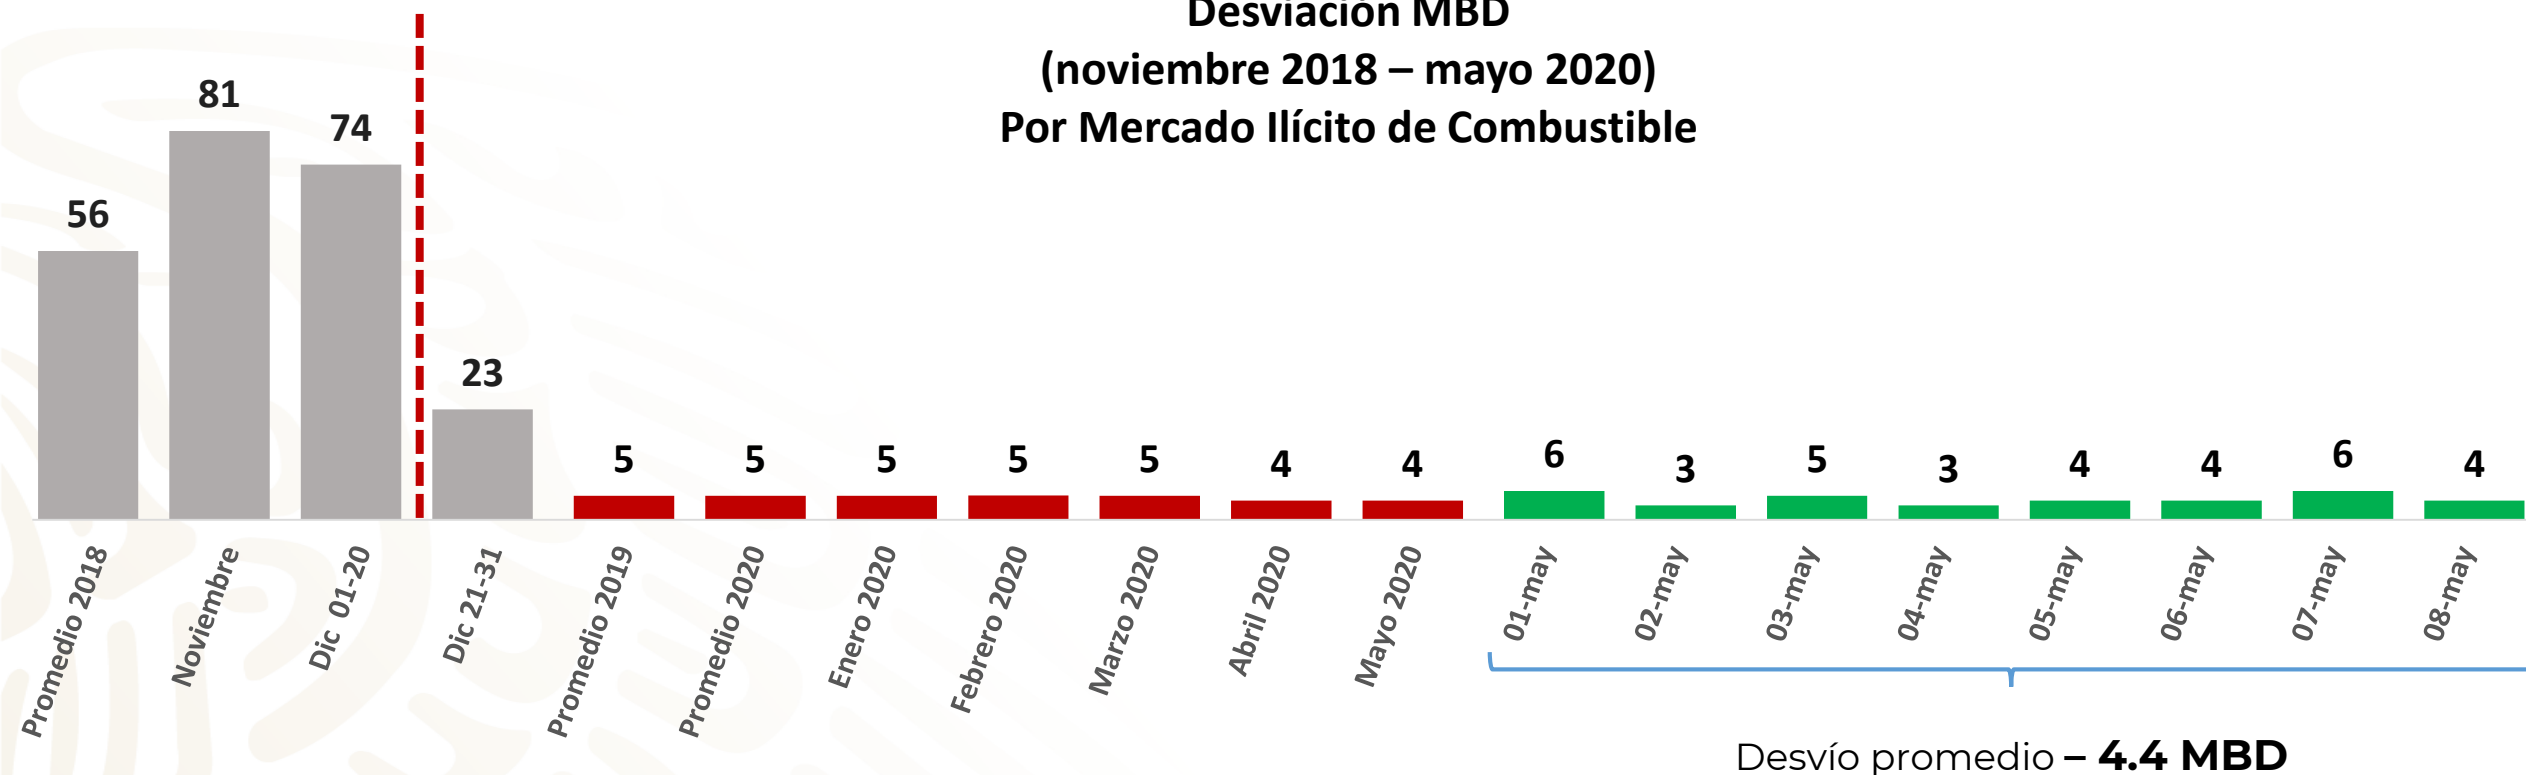 Desviación MBD
(noviembre 2018 – mayo 2020)
Por Mercado Ilícito de Combustible
56
81
74
23
5
5
5
5
5
4
4
6
3
5
3
4
4
6
4
Promedio 2018
Noviembre
Dic 01-20
Dic 21-31
Promedio 2019
Promedio 2020
Enero 2020
Febrero 2020
Marzo 2020
Abril 2020
Mayo 2020
01-may
02-may
03-may
04-may
05-may
06-may
07-may
08-may
Desvío promedio – 4.4 MBD